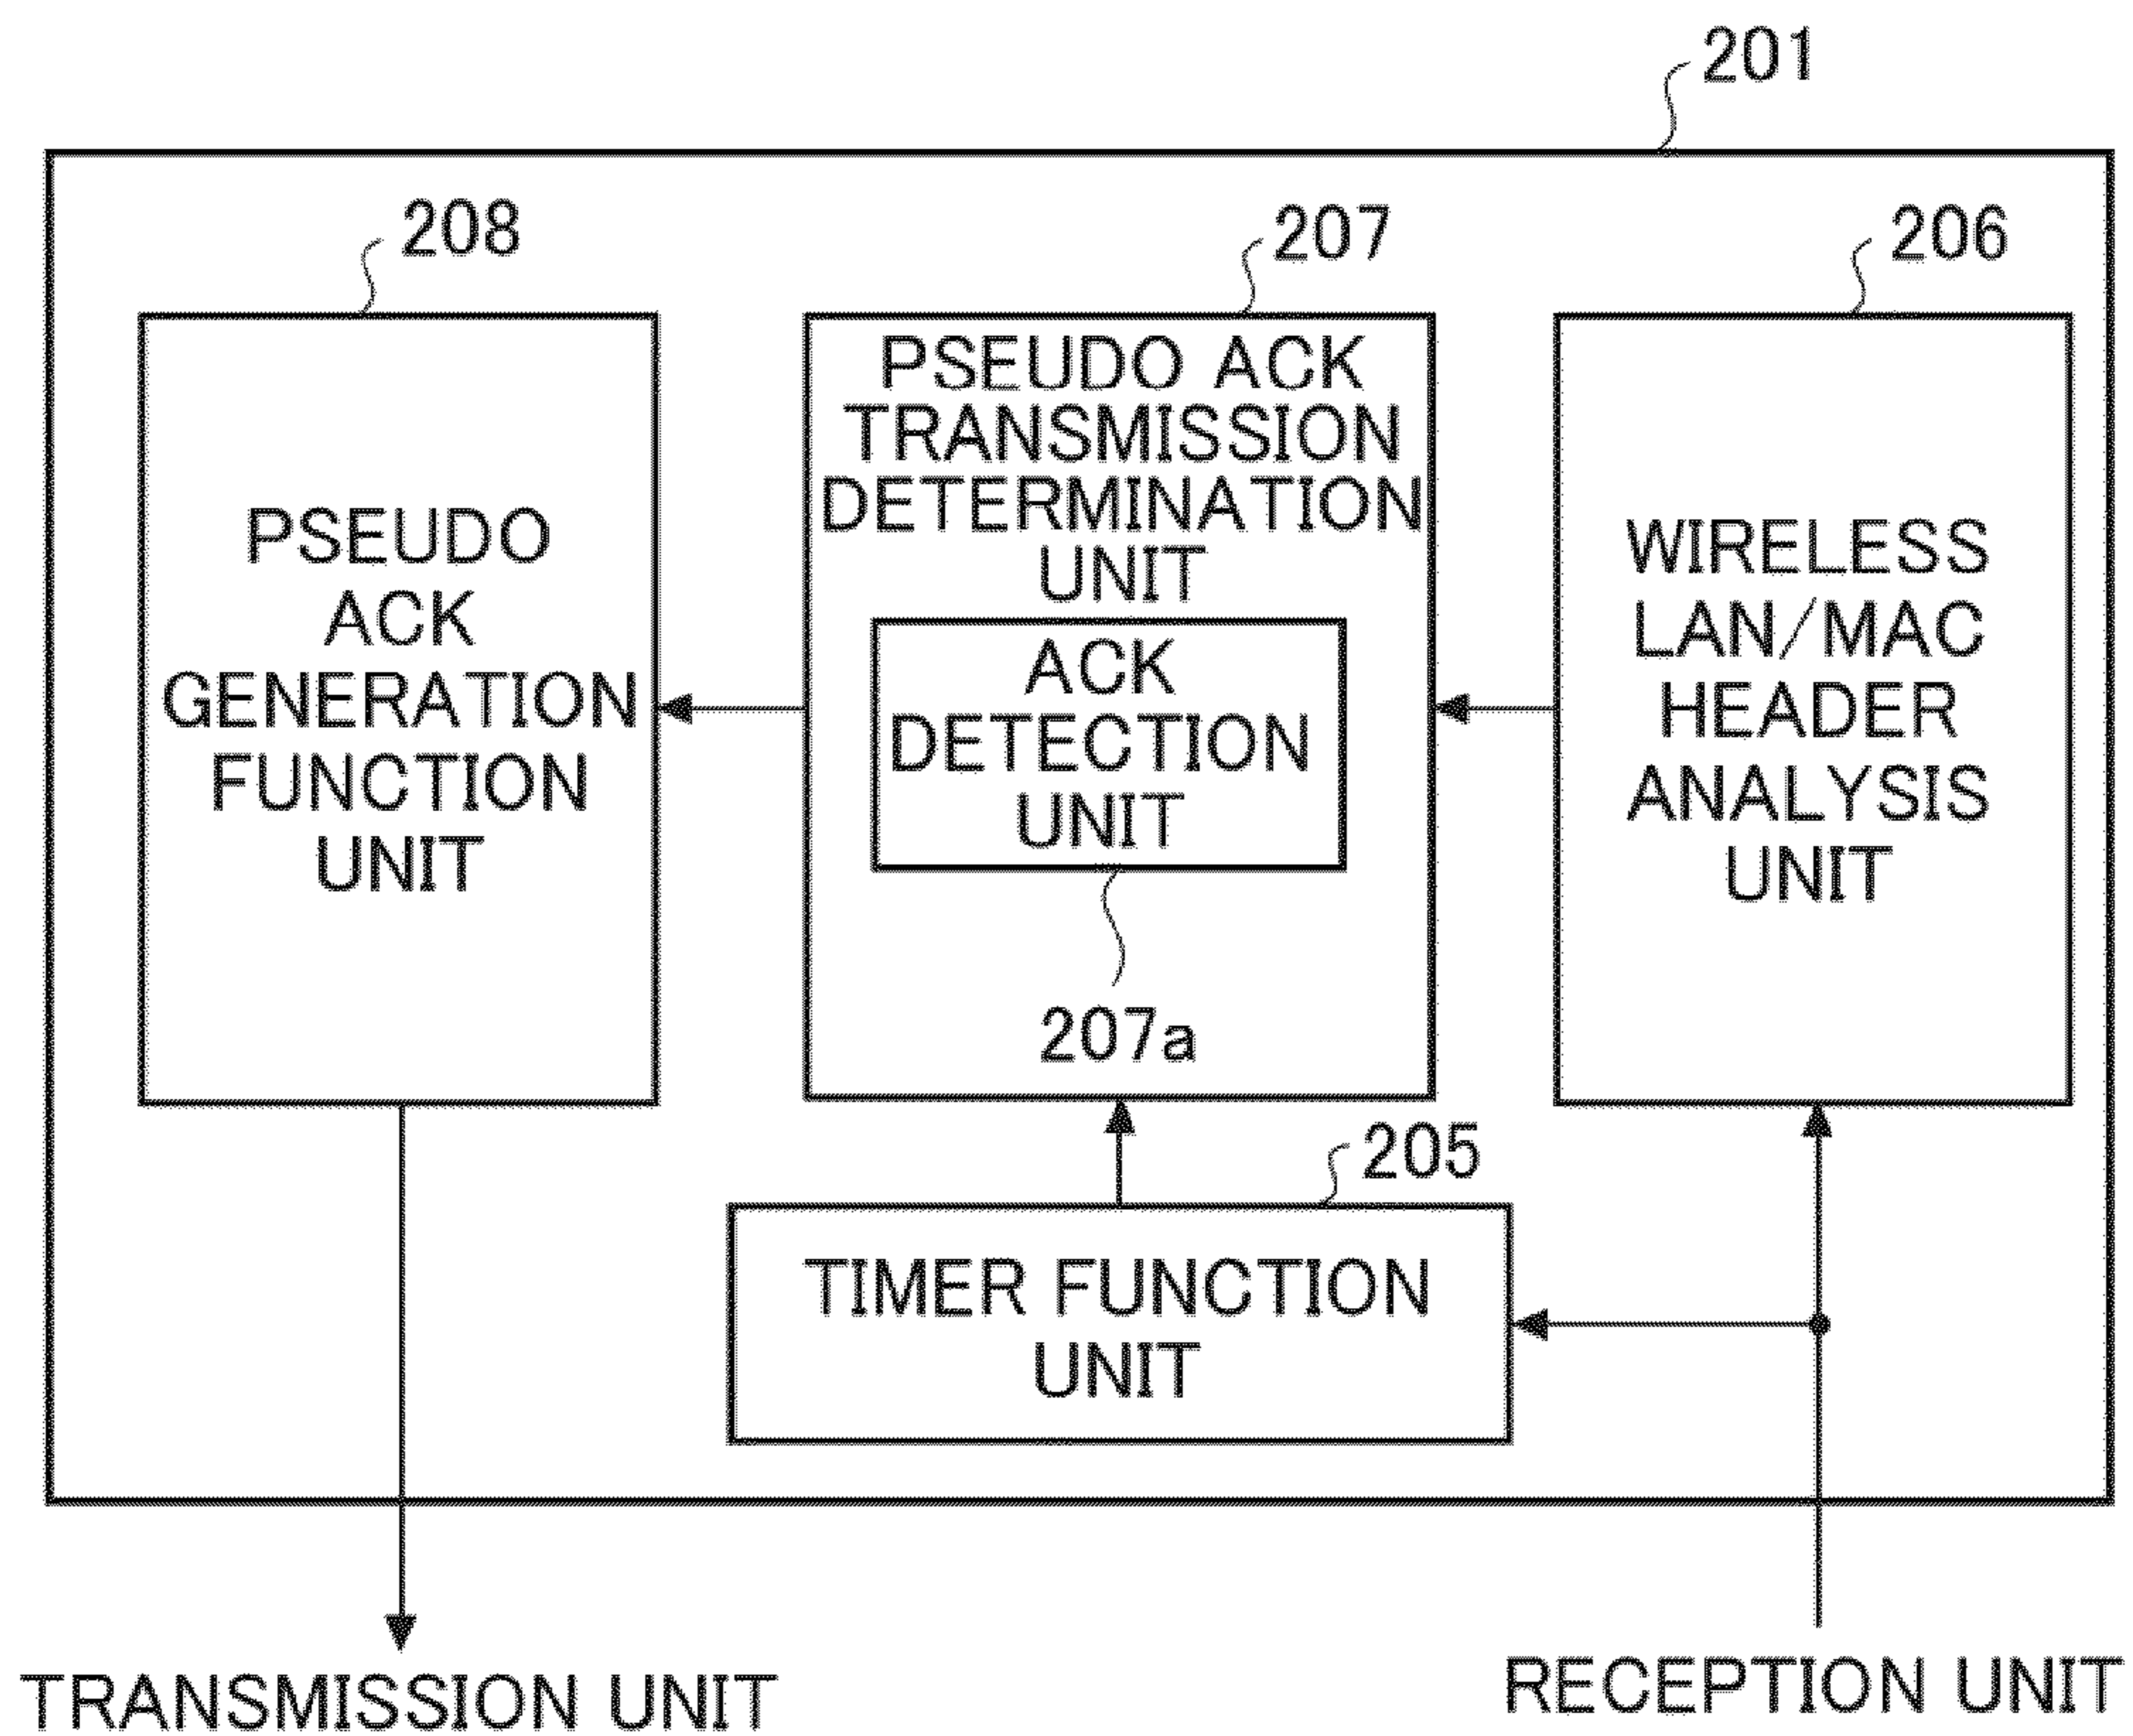 201
208
207
206
PSEUDO
ACK
GENERATION
FUNCTION
UNIT
PSEUDO ACK
TRANSMISSION
DETERMINATION
UNIT
ACK
DETECTION
UNIT
207a
WIRELESS
LAN/MAC
HEADER
ANALYSIS
UNIT
205
TIMER FUNCTION
UNIT
TRANSMISSION UNIT
RECEPTION UNIT